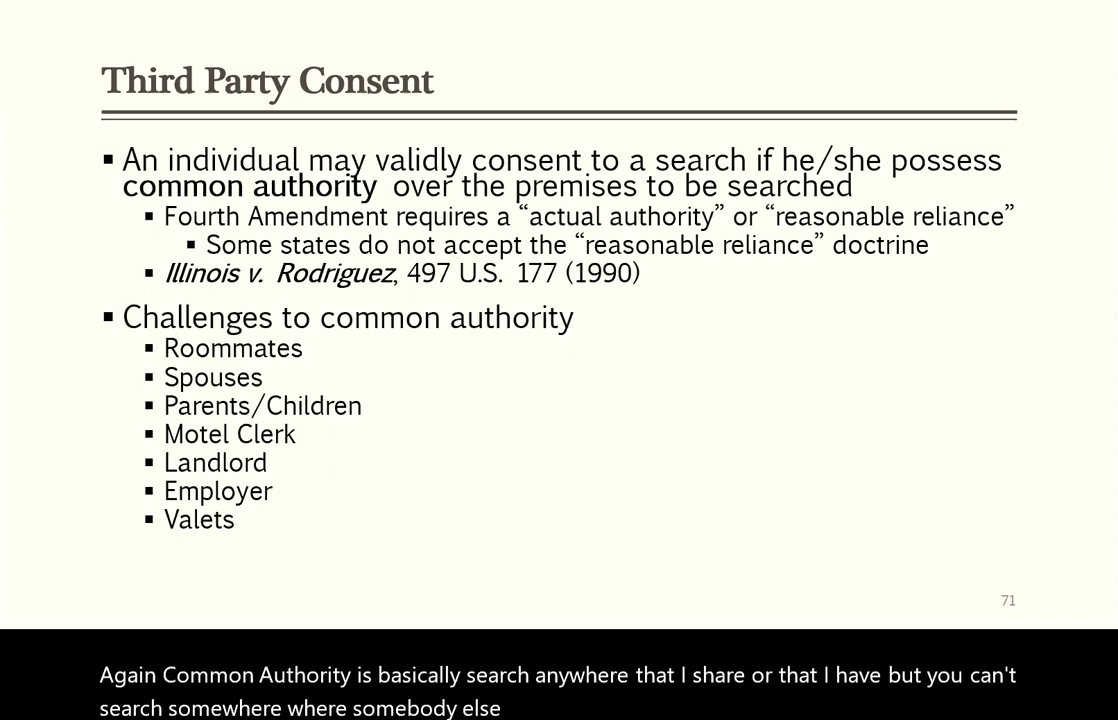 Third Party Consent
▪ An individual may validly consent to a search if he/she possess
common authority over the premises to be searched
▪ Fourth Amendment requires a “actual authority” or “reasonable reliance”
▪ Some states do not accept the “reasonable reliance” doctrine
▪ Illinois v. Rodriguez, 497 U.S. 177 (1990)
▪ Challenges to common authority
▪ Roommates
▪ Spouses
▪ Parents/Children
▪ Motel Clerk
▪ Landlord
▪ Employer
▪ Valets
71
Again Common Authority is basically search anywhere that I share or that I have but you can't
search somewhere where somebody else